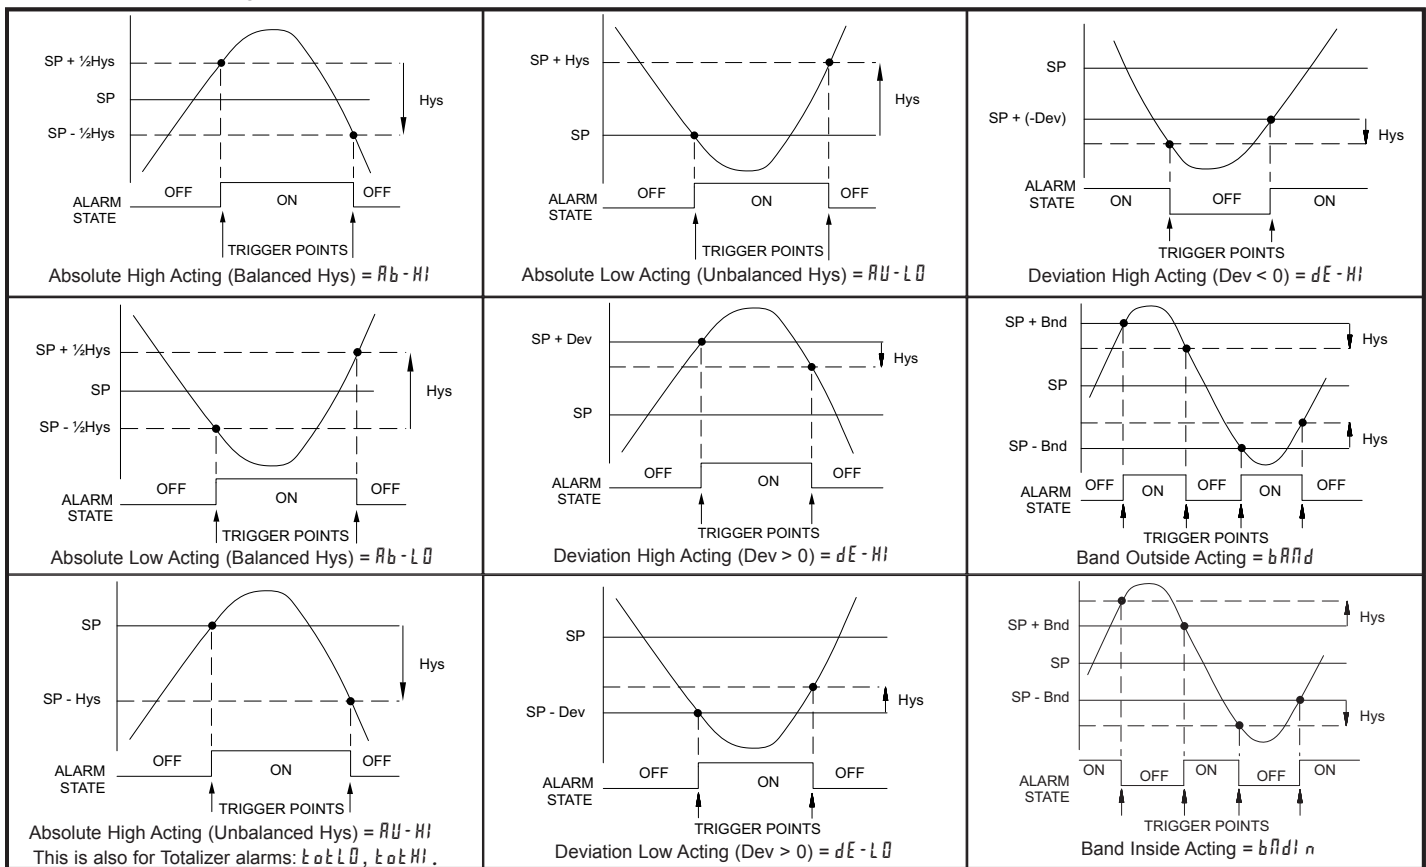 SP + ½Hys
SP
SP - ½Hys
Hys
OFF
ON
OFF
ALARM
STATE
TRIGGER POINTS
Absolute High Acting (Balanced Hys) = Ab-HI
SP + Hys
SP
Hys
OFF
ON
OFF
ALARM
STATE
TRIGGER POINTS
Absolute Low Acting (Unbalanced Hys) = AU-LO
SP
SP + (-Dev)
Hys
ALARM
STATE
ON
OFF
ON
TRIGGER POINTS
Deviation High Acting (Dev < 0) = dE-HI
SP + ½Hys
SP
SP - ½Hys
Hys
OFF
ON
OFF
ALARM
STATE
TRIGGER POINTS
Absolute Low Acting (Balanced Hys) = Ab-LO
SP + Dev
SP
Hys
OFF
ON
OFF
ALARM
STATE
TRIGGER POINTS
Deviation High Acting (Dev > 0) = dE-HI
SP + Bnd
Hys
SP
SP - Bnd
Hys
ALARM
STATE
OFF
ON
OFF
ON
OFF
TRIGGER POINTS
Band Outside Acting = bANd
SP
SP - Hys
Hys
OFF
ON
OFF
ALARM
STATE
TRIGGER POINTS
Absolute High Acting (Unbalanced Hys) = AU-HI
This is also for Totalizer alarms: totLO, totHI.
SP
SP - Dev
Hys
OFF
ON
OFF
ALARM
STATE
TRIGGER POINTS
Deviation Low Acting (Dev > 0) = dE-LO
SP + Bnd
Hys
SP
SP - Bnd
Hys
ALARM
STATE
ON
OFF
ON
OFF
ON
TRIGGER POINTS
Band Inside Acting = bNdIn